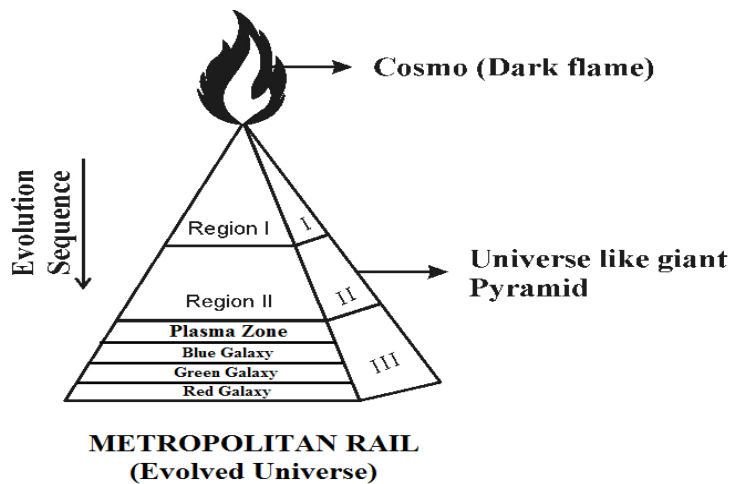 Cosmo (Dark flame)
Evolution
Sequence
Region I
I
Universe like giant
Pyramid
Region II
II
Plasma Zone
Blue Galaxy
III
Green Galaxy
Red Galaxy
METROPOLITAN RAIL
(Evolved Universe)